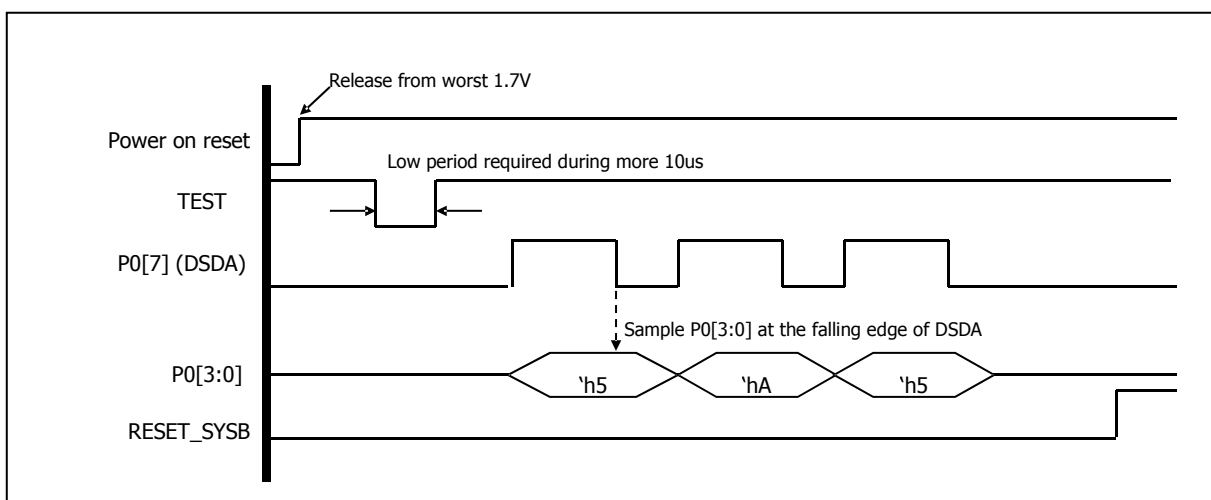 Release from worst 1.7V
Power on reset
Low period required during more 10us
TEST
P0[7] (DSDA)
Sample P0[3:0] at the falling edge of DSDA
P0[3:0]
‘h5
‘hA
‘h5
RESET_SYSB